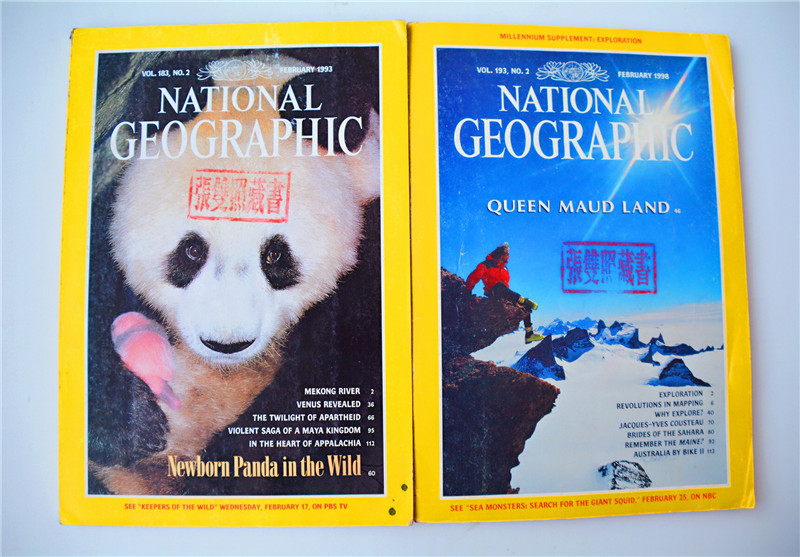 VOL. 183, NO. 2
FEBRUARY 1993
NATIONAL
GEOGRAPHIC
張雙照藏書
MEKONG RIVER 2
VENUS REVEALED 36
THE TWILIGHT OF APARTHEID 66
VIOLENT SAGA OF A MAYA KINGDOM 95
IN THE HEART OF APPALACHIA 112
Newborn Panda in the Wild 60
SEE "KEEPERS OF THE WILD" WEDNESDAY, FEBRUARY 17, ON PBS TV
MILLENNIUM SUPPLEMENT: EXPLORATION
VOL. 193, NO. 2
FEBRUARY 1998
NATIONAL
GEOGRAPHIC
QUEEN MAUD LAND 46
張雙照藏書
EXPLORATION 2
REVOLUTIONS IN MAPPING 6
WHY EXPLORE? 40
JACQUES-YVES COUSTEAU 70
BRIDES OF THE SAHARA 80
REMEMBER THE MAINE? 92
AUSTRALIA BY BIKE II 112
SEE "SEA MONSTERS: SEARCH FOR THE GIANT SQUID," FEBRUARY 25, ON NBC